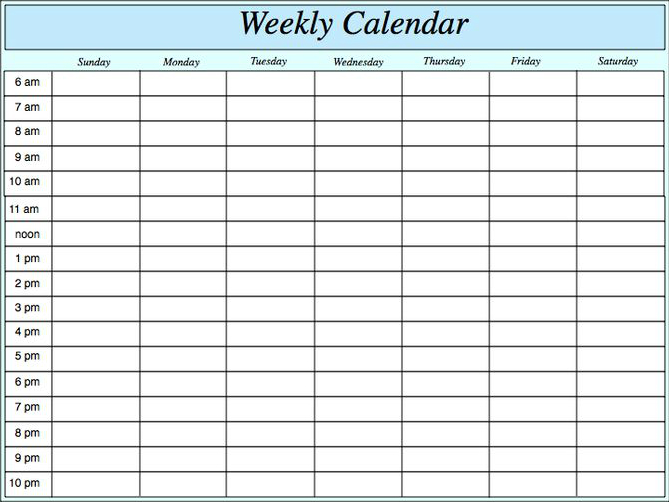 Weekly Calendar
Sunday Monday Tuesday Wednesday Thursday Friday Saturday
6 am
7 am
8 am
9 am
10 am
11 am
noon
1 pm
2 pm
3 pm
4 pm
5 pm
6 pm
7 pm
8 pm
9 pm
10 pm